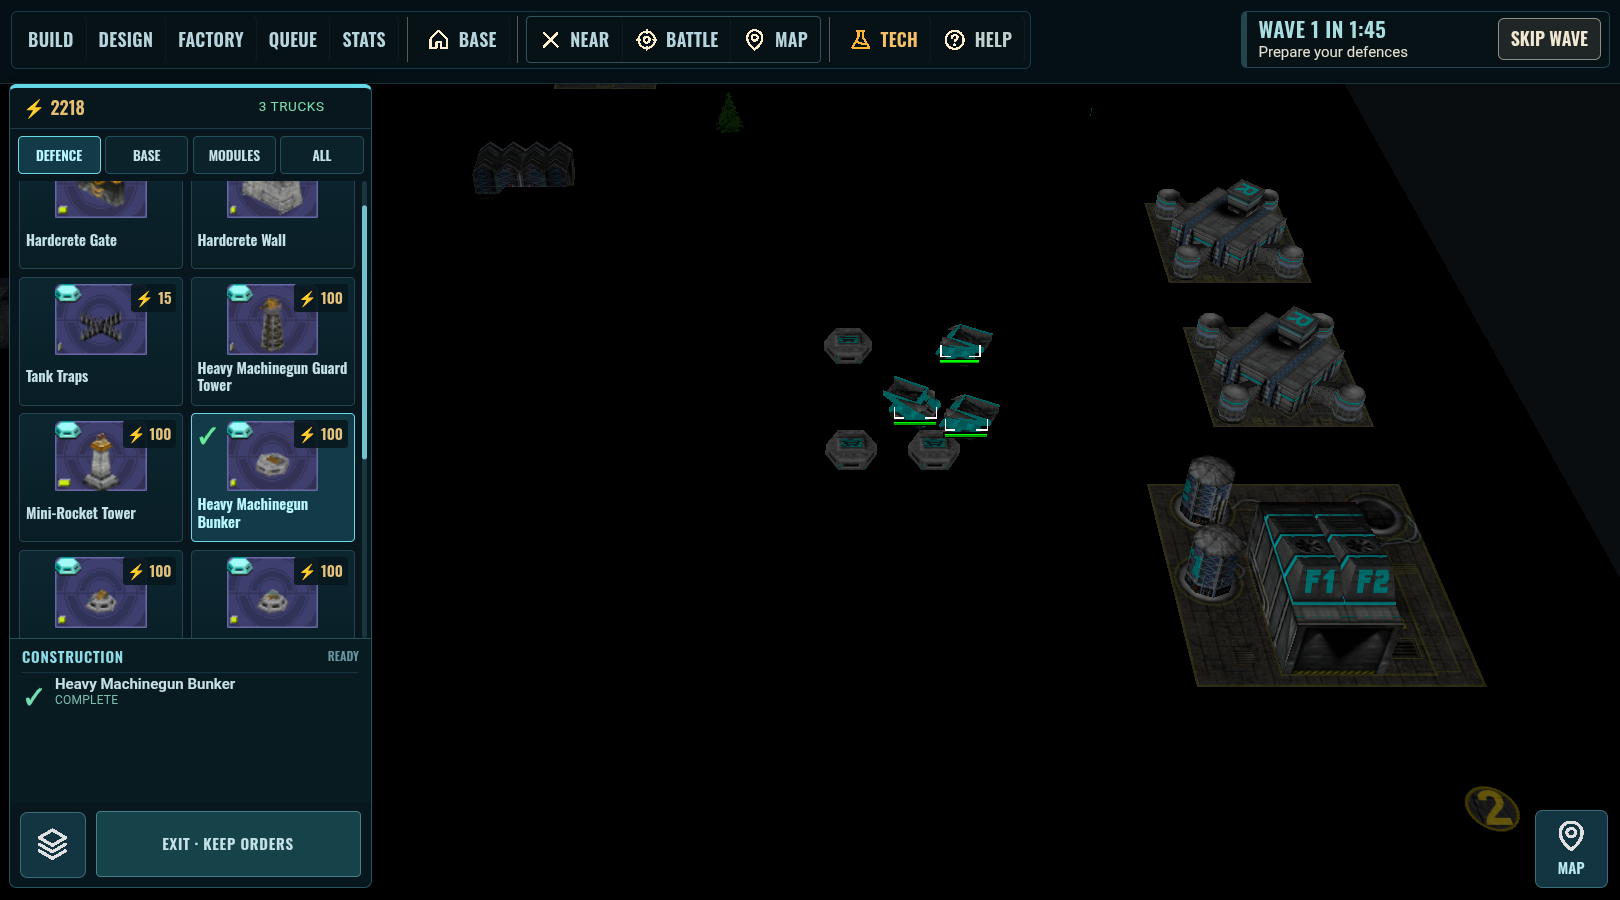 BUILD
DESIGN
FACTORY
QUEUE
STATS
BASE
NEAR
BATTLE
MAP
TECH
HELP
WAVE 1 IN 1:45
Prepare your defences
SKIP WAVE
2218
3 TRUCKS
DEFENCE
BASE
MODULES
ALL
Hardcrete Gate
Hardcrete Wall
15
100
Tank Traps
Heavy Machinegun Guard
Tower
100
100
Mini-Rocket Tower
Heavy Machinegun
Bunker
100
100
CONSTRUCTION
READY
Heavy Machinegun Bunker
COMPLETE
EXIT · KEEP ORDERS
R
R
F1
F2
2
MAP